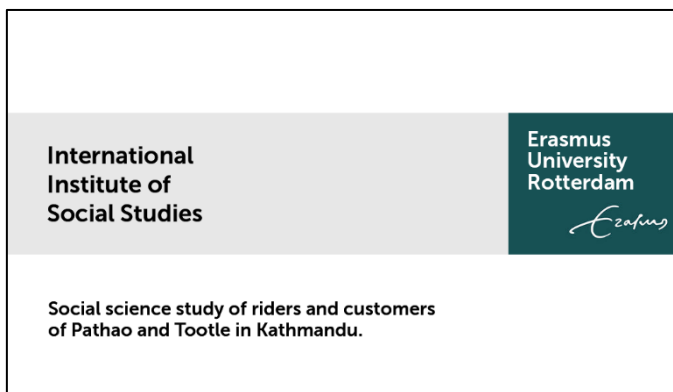 International
Institute of
Social Studies
Erasmus
University
Rotterdam
Erasmus
Social science study of riders and customers
of Pathao and Tootle in Kathmandu.